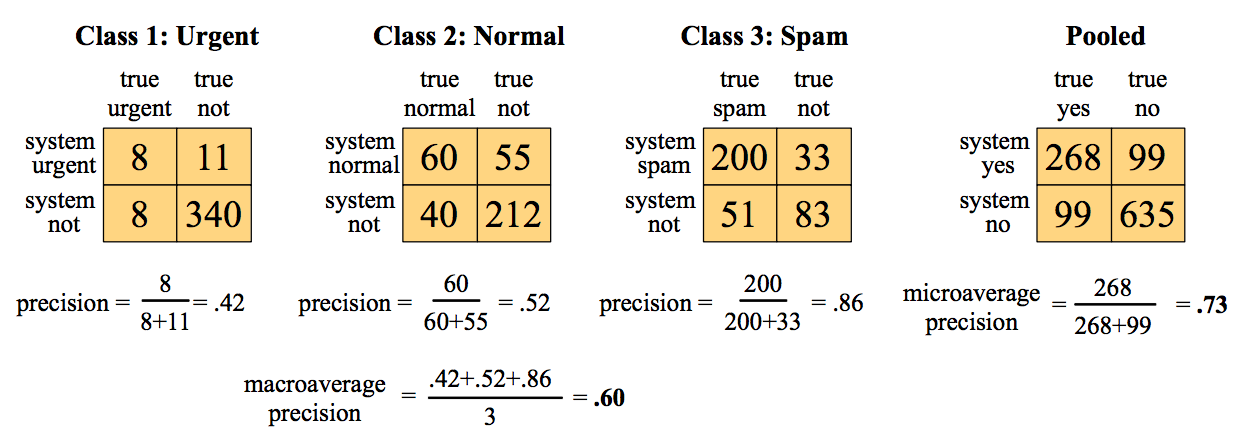 Class 1: Urgent
true true
urgent not
system urgent 8 11
system not 8 340
precision = 8 / 8+11 = .42
Class 2: Normal
true true
normal not
system normal 60 55
system not 40 212
precision = 60 / 60+55 = .52
Class 3: Spam
true true
spam not
system spam 200 33
system not 51 83
precision = 200 / 200+33 = .86
Pooled
true true
yes no
system yes 268 99
system no 99 635
microaverage precision = 268 / 268+99 = .73
macroaverage precision = .42+.52+.86 / 3 = .60